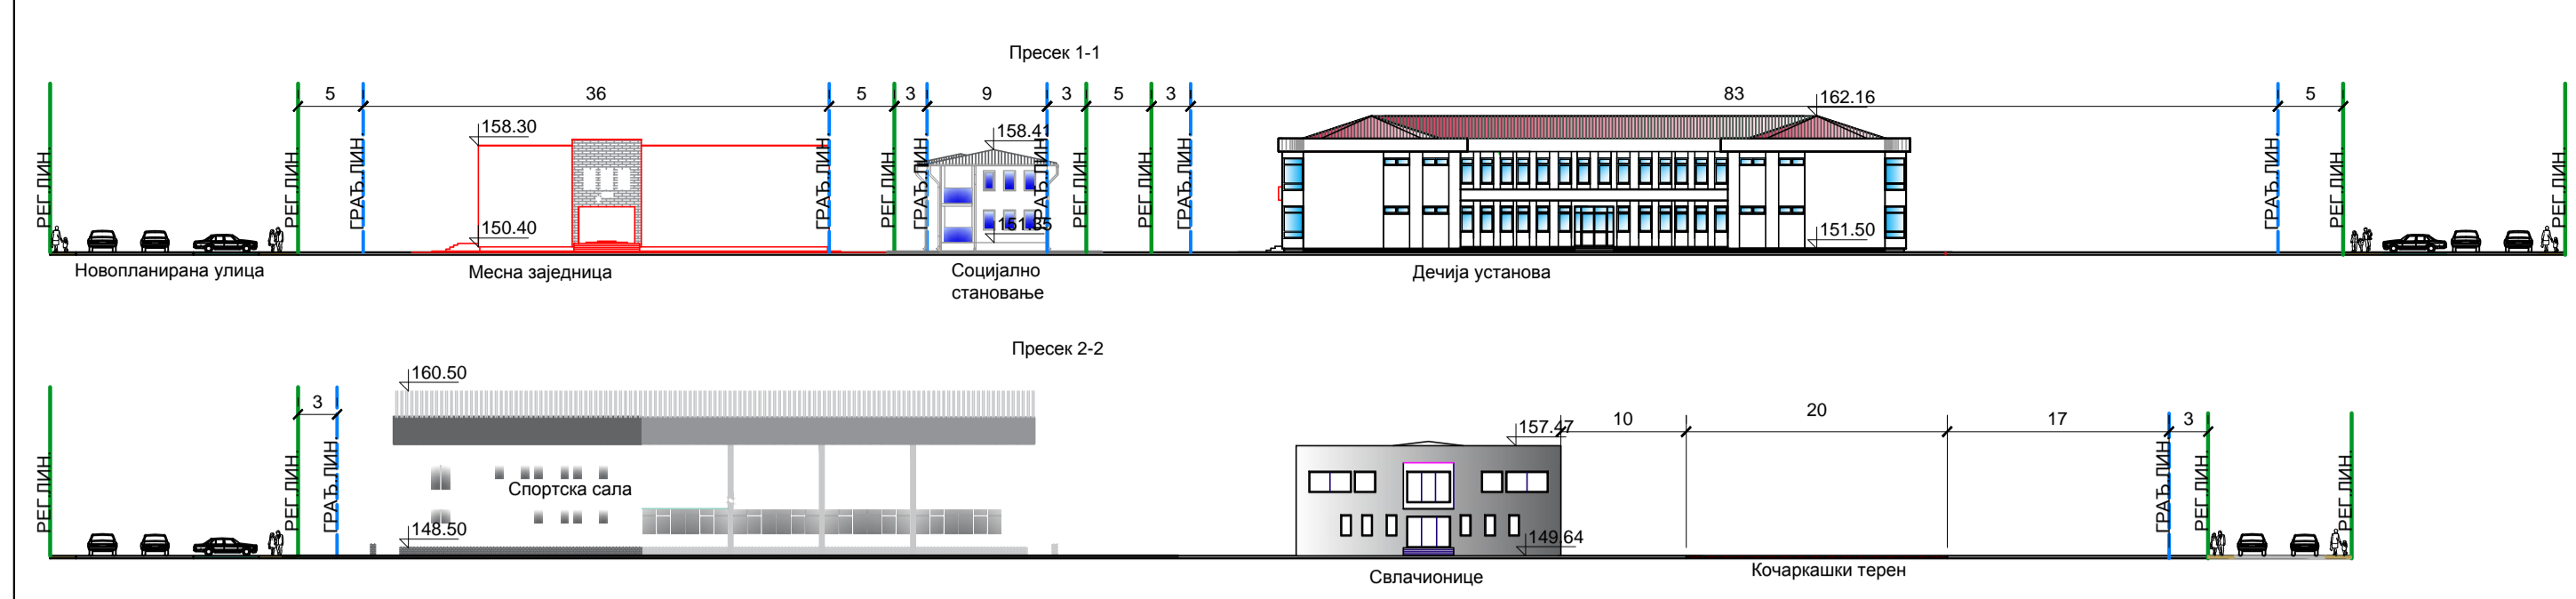 Пресек 1-1
5 36 5 3 9 3 5 3 83 5
162.16
158.30 158.41
РЕГ.ЛИН. РЕГ.ЛИН. ГРАЂ.ЛИН. ГРАЂ.ЛИН. РЕГ.ЛИН. ГРАЂ.ЛИН. ГРАЂ.ЛИН. РЕГ.ЛИН. РЕГ.ЛИН. ГРАЂ.ЛИН. ГРАЂ.ЛИН. РЕГ.ЛИН. РЕГ.ЛИН.
150.40 151.35 151.50
Новопланирана улица Месна заједница Социјално Дечија установа
становање
Пресек 2-2
160.50
3 10 20 17 3
157.47
РЕГ.ЛИН. РЕГ.ЛИН. ГРАЂ.ЛИН. ГРАЂ.ЛИН. РЕГ.ЛИН. РЕГ.ЛИН.
Спортска сала
148.50 149.64
Свлачионице Кочаркашки терен